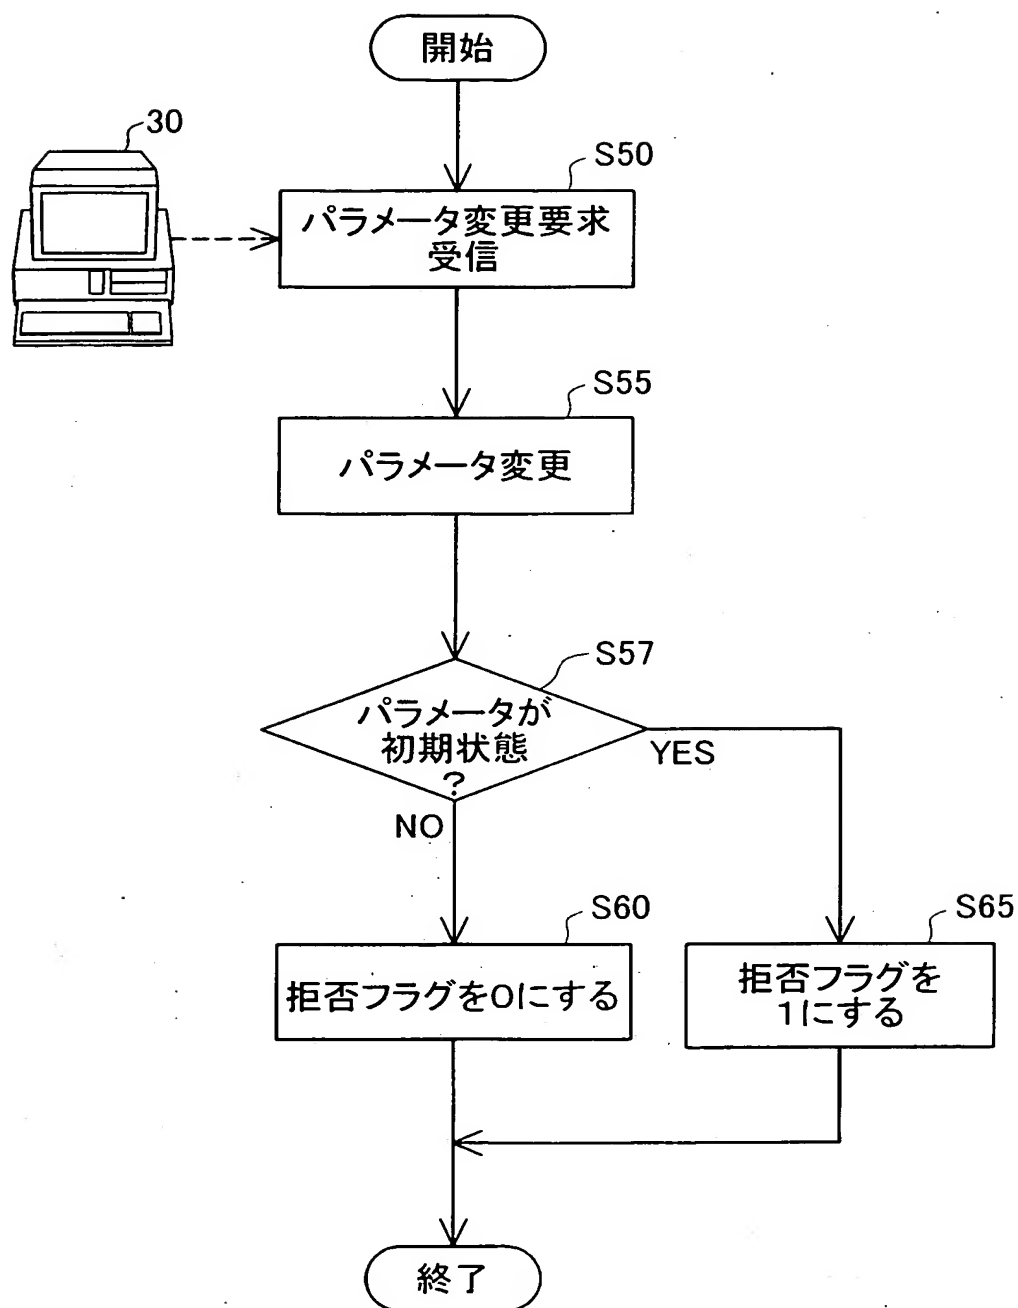 開始
30
S50
パラメータ変更要求
受信
S55
パラメータ変更
S57
パラメータが
初期状態
?
YES
NO
S60
拒否フラグを0にする
S65
拒否フラグを
1にする
終了